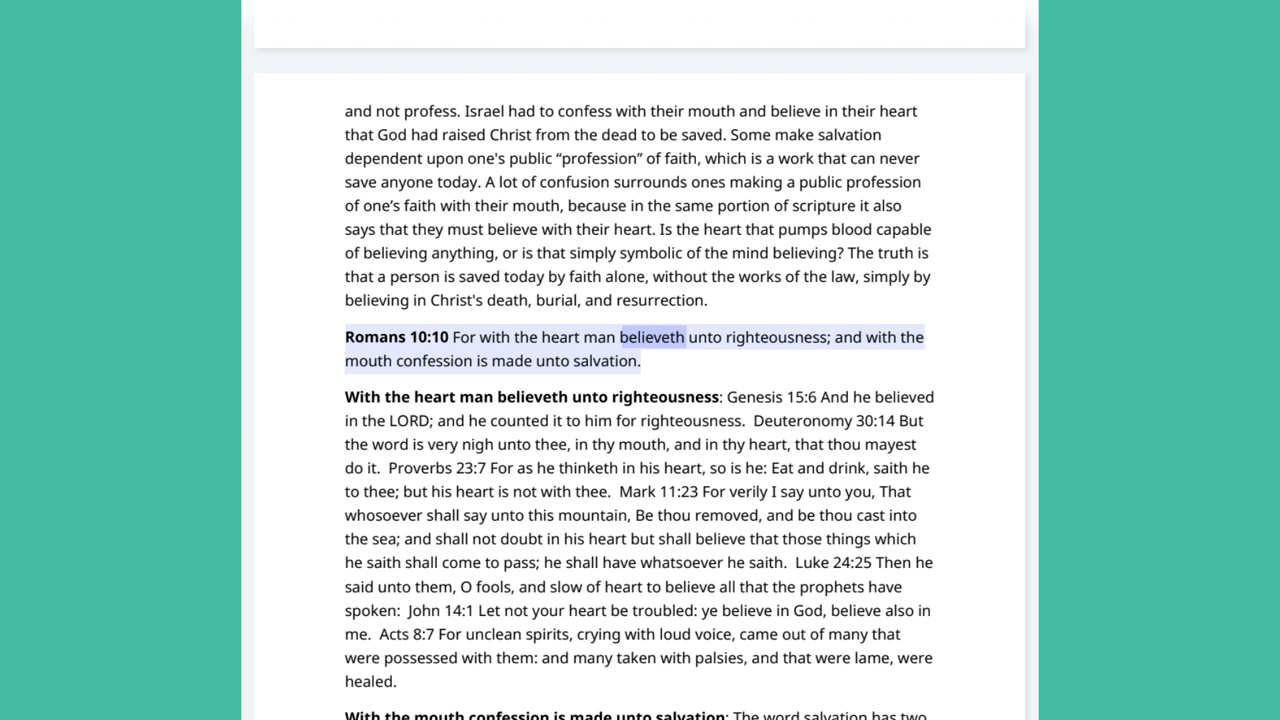 and not profess. Israel had to confess with their mouth and believe in their heart
that God had raised Christ from the dead to be saved. Some make salvation
dependent upon one's public “profession” of faith, which is a work that can never
save anyone today. A lot of confusion surrounds ones making a public profession
of one’s faith with their mouth, because in the same portion of scripture it also
says that they must believe with their heart. Is the heart that pumps blood capable
of believing anything, or is that simply symbolic of the mind believing? The truth is
that a person is saved today by faith alone, without the works of the law, simply by
believing in Christ's death, burial, and resurrection.
Romans 10:10 For with the heart man believeth unto righteousness; and with the
mouth confession is made unto salvation.
With the heart man believeth unto righteousness: Genesis 15:6 And he believed
in the LORD; and he counted it to him for righteousness.  Deuteronomy 30:14 But
the word is very nigh unto thee, in thy mouth, and in thy heart, that thou mayest
do it.  Proverbs 23:7 For as he thinketh in his heart, so is he: Eat and drink, saith he
to thee; but his heart is not with thee.  Mark 11:23 For verily I say unto you, That
whosoever shall say unto this mountain, Be thou removed, and be thou cast into
the sea; and shall not doubt in his heart but shall believe that those things which
he saith shall come to pass; he shall have whatsoever he saith.  Luke 24:25 Then he
said unto them, O fools, and slow of heart to believe all that the prophets have
spoken:  John 14:1 Let not your heart be troubled: ye believe in God, believe also in
me.  Acts 8:7 For unclean spirits, crying with loud voice, came out of many that
were possessed with them: and many taken with palsies, and that were lame, were
healed.
With the mouth confession is made unto salvation: The word salvation has two